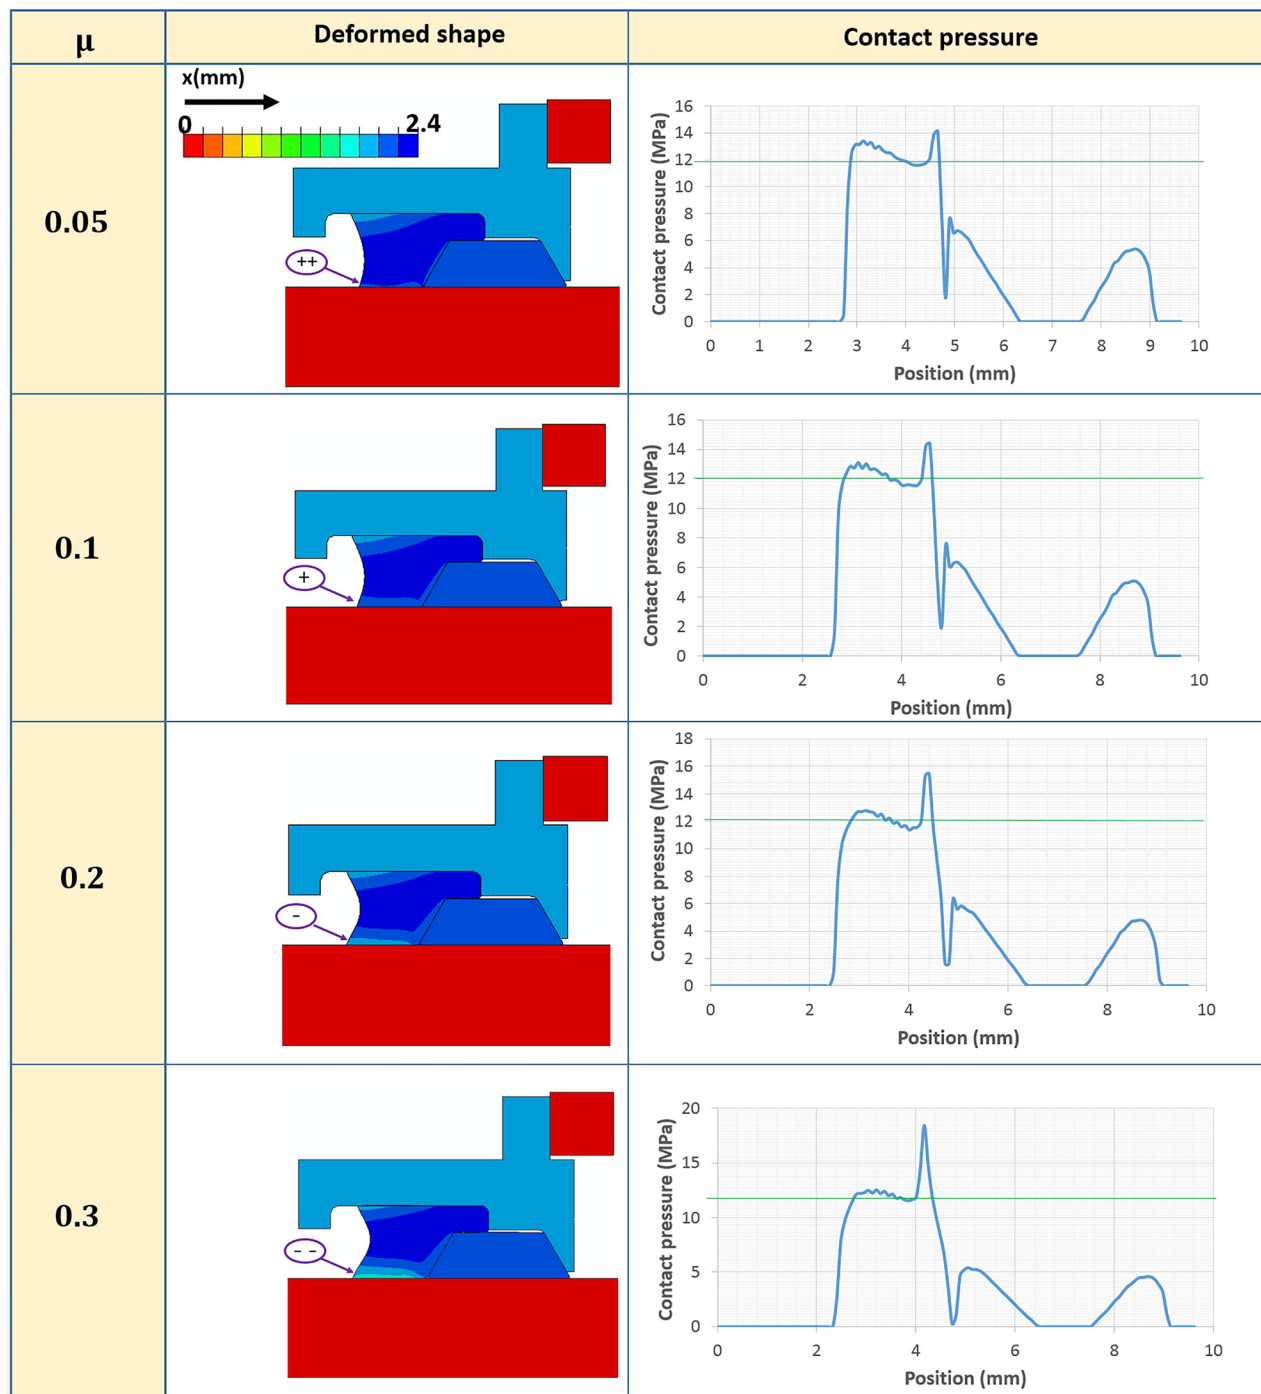 μ
Deformed shape
Contact pressure
0.05
x(mm)
0
2.4
++
Contact pressure (MPa)
16
14
12
10
8
6
4
2
0
0 1 2 3 4 5 6 7 8 9 10
Position (mm)
0.1
+
Contact pressure (MPa)
16
14
12
10
8
6
4
2
0
0 2 4 6 8 10
Position (mm)
0.2
-
Contact pressure (MPa)
18
16
14
12
10
8
6
4
2
0
0 2 4 6 8 10
Position (mm)
0.3
- -
Contact pressure (MPa)
20
15
10
5
0
0 2 4 6 8 10
Position (mm)